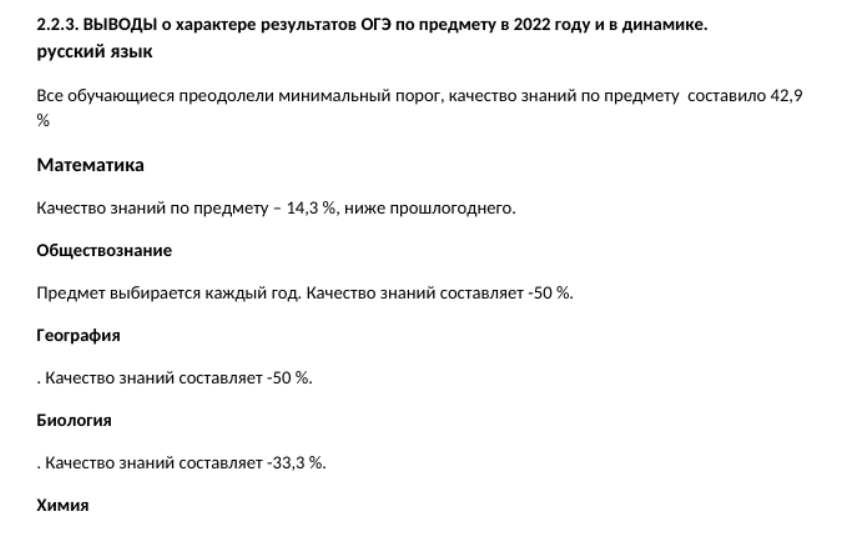 2.2.3. ВЫВОДЫ о характере результатов ОГЭ по предмету в 2022 году и в динамике.
русский язык
Все обучающиеся преодолели минимальный порог, качество знаний по предмету  составило 42,9
%
Математика
Качество знаний по предмету – 14,3 %, ниже прошлогоднего.
Обществознание
Предмет выбирается каждый год. Качество знаний составляет -50 %.
География
. Качество знаний составляет -50 %.
Биология
. Качество знаний составляет -33,3 %.
Химия